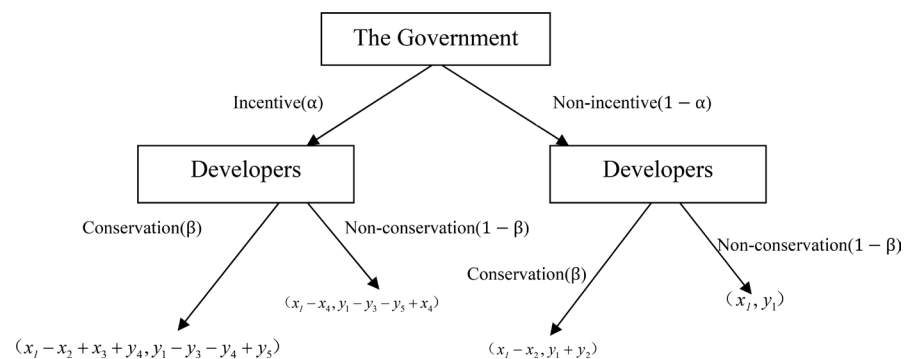 The Government
Incentive(α)
Non-incentive(1 − α)
Developers
Developers
Conservation(β)
Non-conservation(1 − β)
Non-conservation(1 − β)
Conservation(β)
(x₁ − x₄, y₁ − y₃ − y₅ + x₄)
(x₁, y₁)
(x₁ − x₂ + x₃ + y₄, y₁ − y₃ − y₄ + y₅)
(x₁ − x₂, y₁ + y₂)